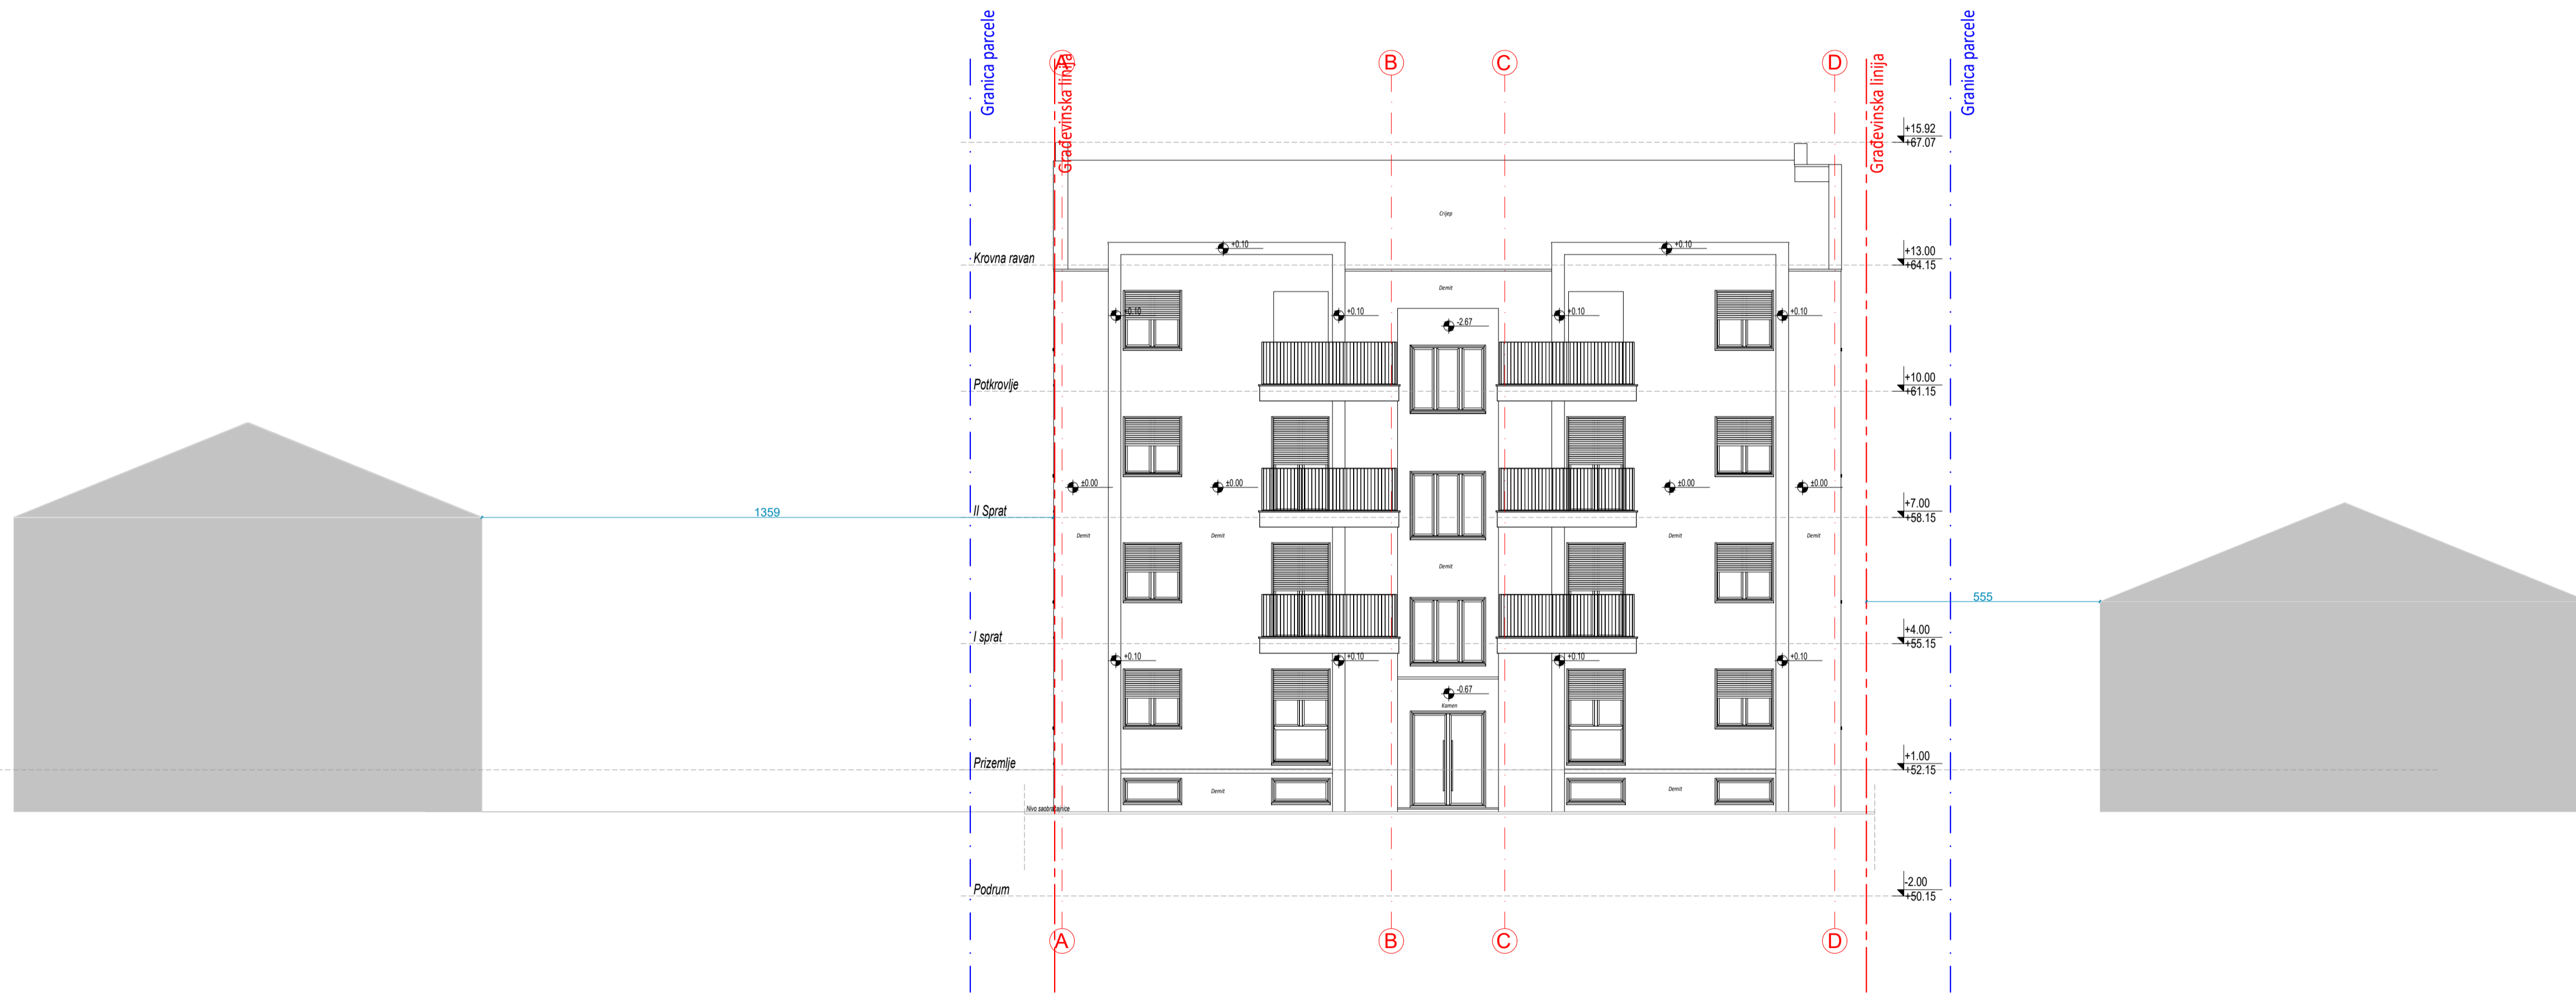 Granica parcele
Građevinska linija
A
B
C
D
Građevinska linija
Granica parcele
+15.92
+67.07
Crijep
+0.10
+0.10
Krovna ravan
+13.00
+64.15
Demit
+0.10
+0.10
-2.67
+0.10
+0.10
Potkrovlje
+10.00
+61.15
±0.00
±0.00
±0.00
±0.00
1359
II Sprat
+7.00
+58.15
Demit
Demit
Demit
Demit
Demit
555
I sprat
+4.00
+55.15
+0.10
+0.10
+0.10
+0.10
-0.67
Kamen
Prizemlje
+1.00
+52.15
Demit
Demit
Nivo saobraćajnice
Podrum
-2.00
+50.15
A
B
C
D